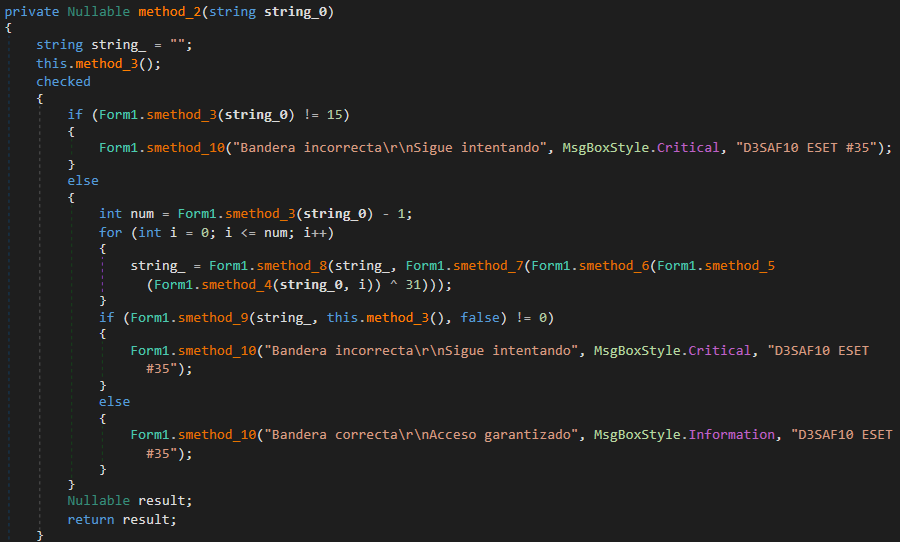 private Nullable method_2(string string_0)
{
string string_ = "";
this.method_3();
checked
{
if (Form1.smethod_3(string_0) != 15)
{
Form1.smethod_10("Bandera incorrecta\r\nSigue intentando", MsgBoxStyle.Critical, "D3SAF10 ESET #35");
}
else
{
int num = Form1.smethod_3(string_0) - 1;
for (int i = 0; i <= num; i++)
{
string_ = Form1.smethod_8(string_, Form1.smethod_7(Form1.smethod_6(Form1.smethod_5
(Form1.smethod_4(string_0, i)) ^ 31)));
}
if (Form1.smethod_9(string_, this.method_3(), false) != 0)
{
Form1.smethod_10("Bandera incorrecta\r\nSigue intentando", MsgBoxStyle.Critical, "D3SAF10 ESET
#35");
}
else
{
Form1.smethod_10("Bandera correcta\r\nAcceso garantizado", MsgBoxStyle.Information, "D3SAF10 ESET
#35");
}
}
Nullable result;
return result;
}